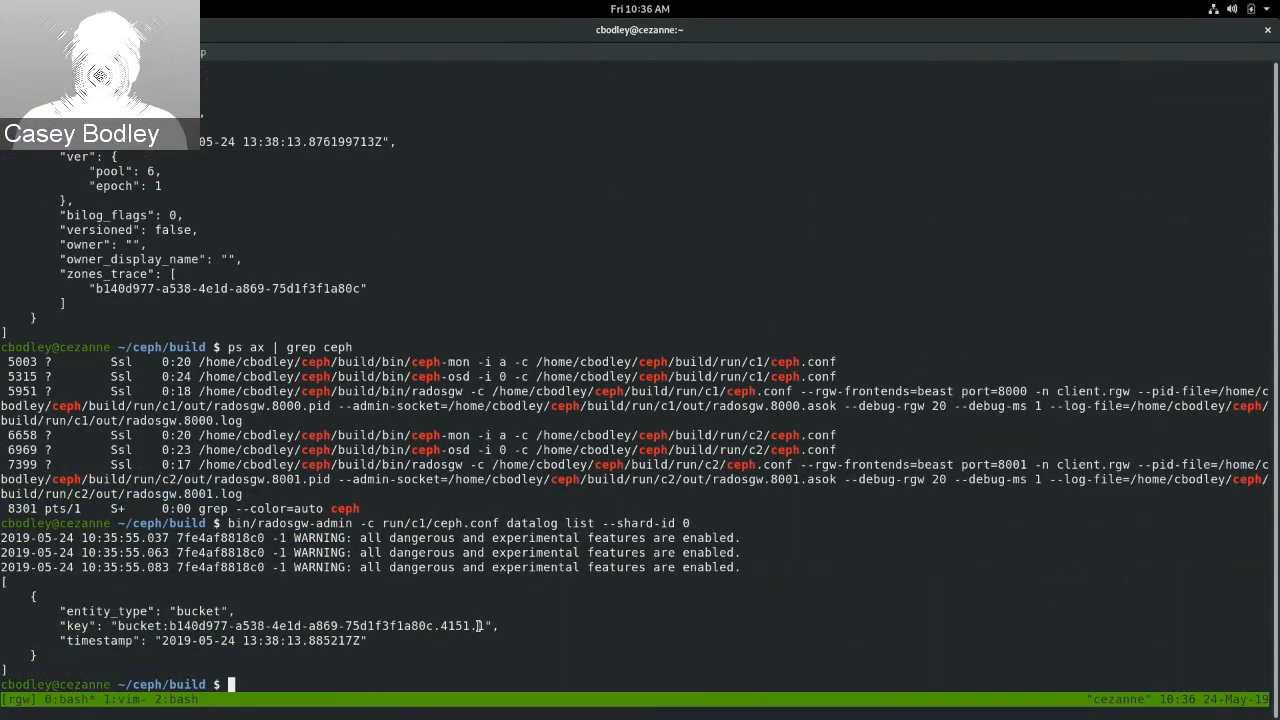 Fri 10:36 AM
cbodley@cezanne:~
p
Casey Bodley
,
05-24 13:38:13.876199713Z",
"ver": {
"pool": 6,
"epoch": 1
},
"bilog_flags": 0,
"versioned": false,
"owner": "",
"owner_display_name": "",
"zones_trace": [
"b140d977-a538-4e1d-a869-75d1f3f1a80c"
]
}
]
cbodley@cezanne ~/ceph/build $ ps ax | grep ceph
5003 ? Ssl 0:20 /home/cbodley/ceph/build/bin/ceph-mon -i a -c /home/cbodley/ceph/build/run/c1/ceph.conf
5315 ? Ssl 0:24 /home/cbodley/ceph/build/bin/ceph-osd -i 0 -c /home/cbodley/ceph/build/run/c1/ceph.conf
5951 ? Ssl 0:18 /home/cbodley/ceph/build/bin/radosgw -c /home/cbodley/ceph/build/run/c1/ceph.conf --rgw-frontends=beast port=8000 -n client.rgw --pid-file=/home/c
bodley/ceph/build/run/c1/out/radosgw.8000.pid --admin-socket=/home/cbodley/ceph/build/run/c1/out/radosgw.8000.asok --debug-rgw 20 --debug-ms 1 --log-file=/home/cbodley/ceph/
build/run/c1/out/radosgw.8000.log
6658 ? Ssl 0:20 /home/cbodley/ceph/build/bin/ceph-mon -i a -c /home/cbodley/ceph/build/run/c2/ceph.conf
6969 ? Ssl 0:23 /home/cbodley/ceph/build/bin/ceph-osd -i 0 -c /home/cbodley/ceph/build/run/c2/ceph.conf
7399 ? Ssl 0:17 /home/cbodley/ceph/build/bin/radosgw -c /home/cbodley/ceph/build/run/c2/ceph.conf --rgw-frontends=beast port=8001 -n client.rgw --pid-file=/home/c
bodley/ceph/build/run/c2/out/radosgw.8001.pid --admin-socket=/home/cbodley/ceph/build/run/c2/out/radosgw.8001.asok --debug-rgw 20 --debug-ms 1 --log-file=/home/cbodley/ceph/
build/run/c2/out/radosgw.8001.log
8301 pts/1 S+ 0:00 grep --color=auto ceph
cbodley@cezanne ~/ceph/build $ bin/radosgw-admin -c run/c1/ceph.conf datalog list --shard-id 0
2019-05-24 10:35:55.037 7fe4af8818c0 -1 WARNING: all dangerous and experimental features are enabled.
2019-05-24 10:35:55.063 7fe4af8818c0 -1 WARNING: all dangerous and experimental features are enabled.
2019-05-24 10:35:55.083 7fe4af8818c0 -1 WARNING: all dangerous and experimental features are enabled.
[
{
"entity_type": "bucket",
"key": "bucket:b140d977-a538-4e1d-a869-75d1f3f1a80c.4151.1",
"timestamp": "2019-05-24 13:38:13.885217Z"
}
]
cbodley@cezanne ~/ceph/build $
[rgw] 0:bash* 1:vim- 2:bash "cezanne" 10:36 24-May-19